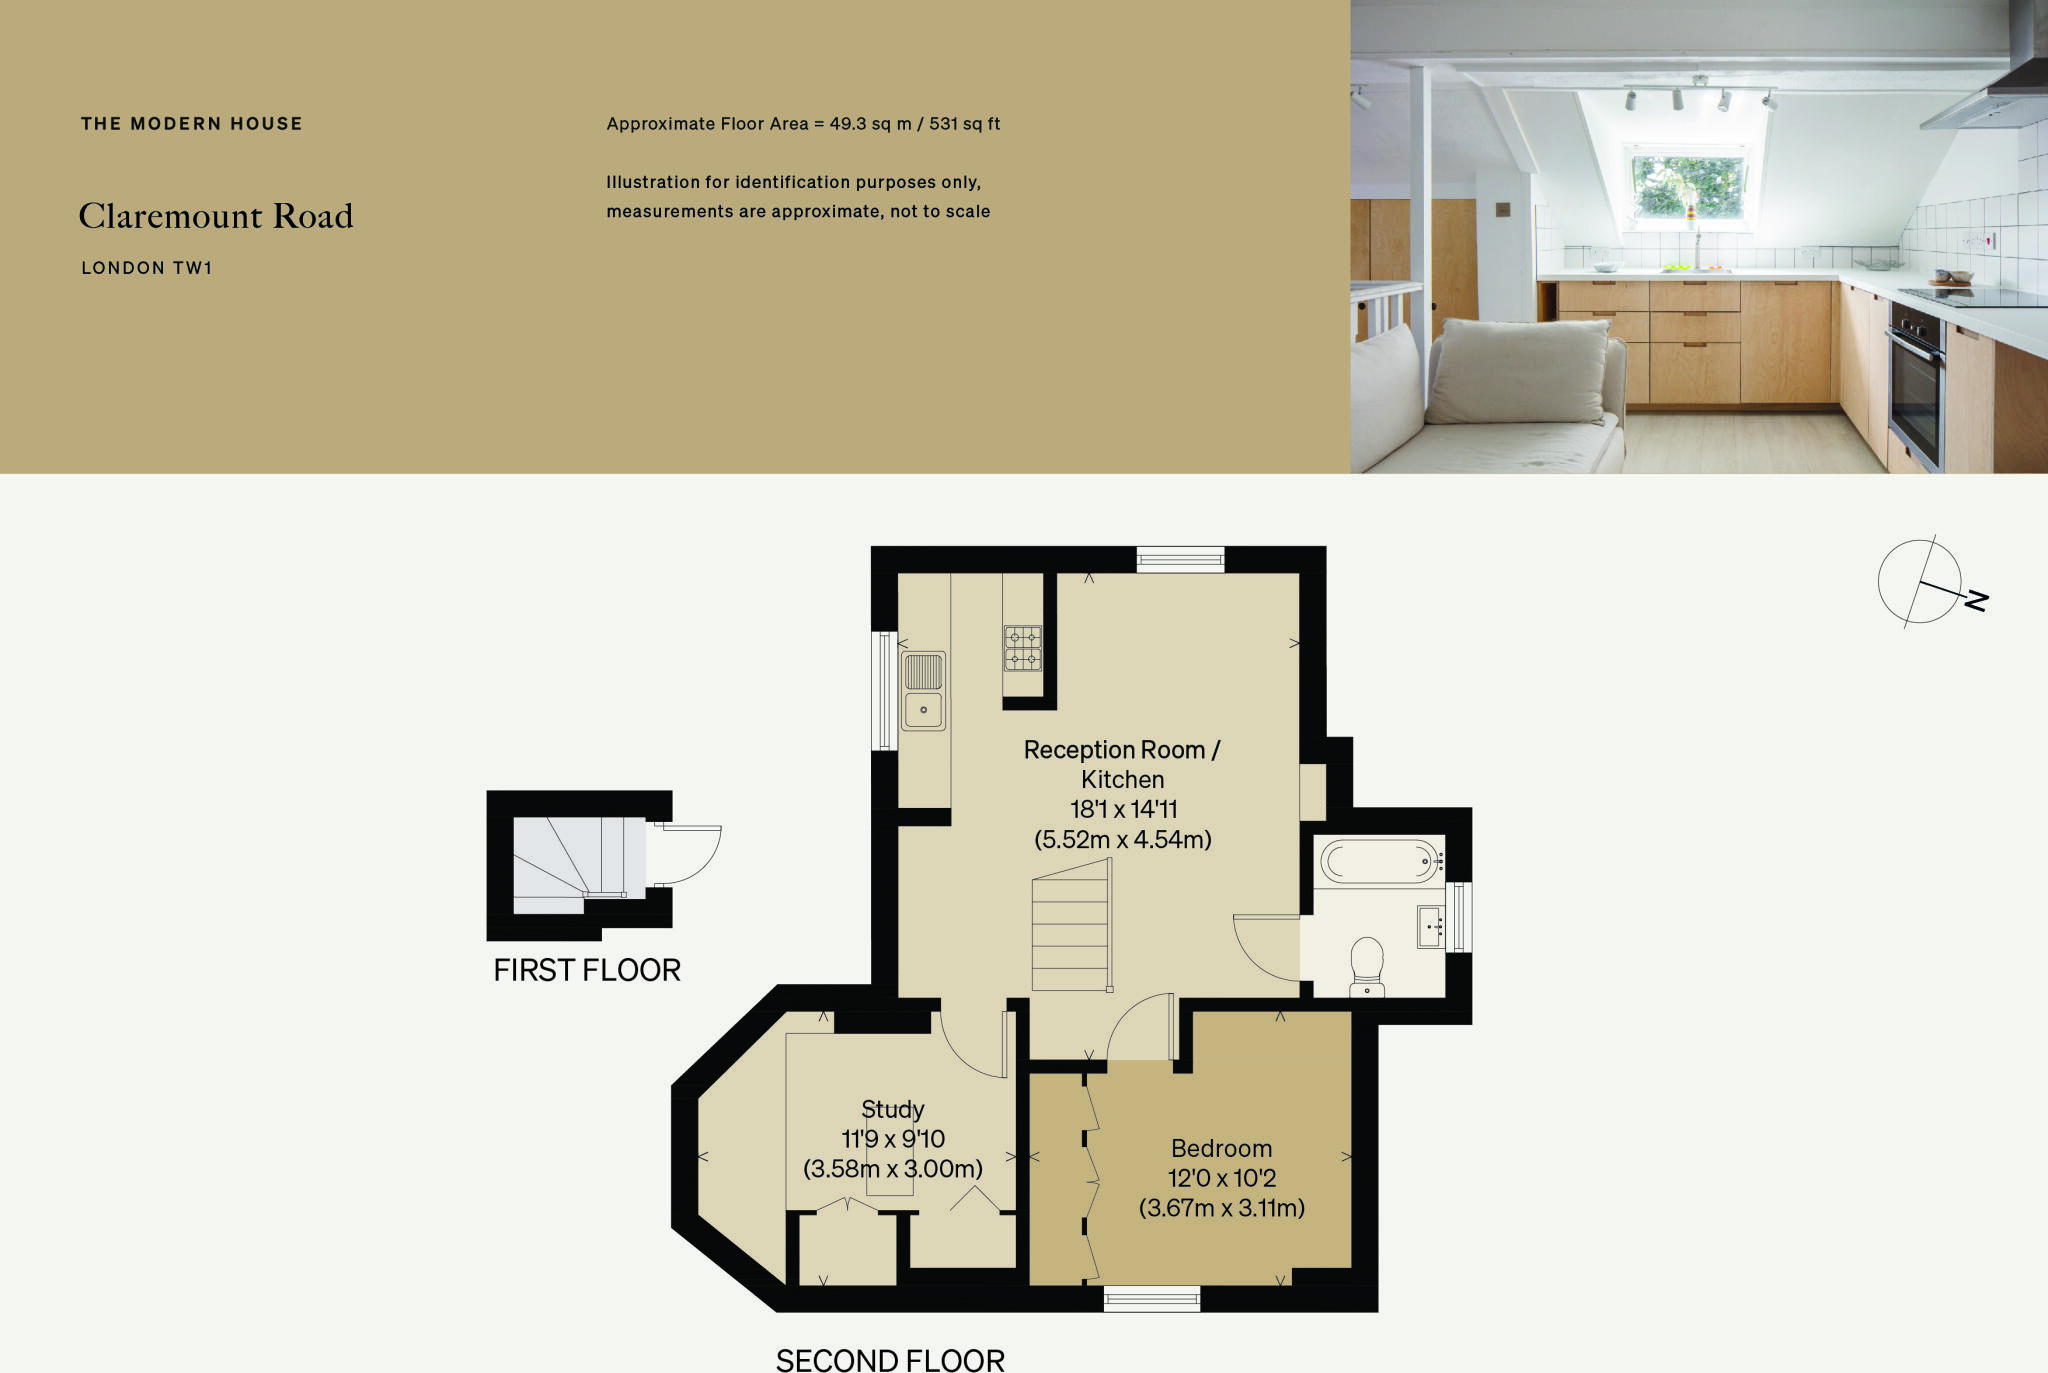 THE MODERN HOUSE
Claremount Road
LONDON TW1
Approximate Floor Area = 49.3 sq m / 531 sq ft
Illustration for identification purposes only,
measurements are approximate, not to scale
N
Reception Room /
Kitchen
18'1 x 14'11
(5.52m x 4.54m)
FIRST FLOOR
Study
11'9 x 9'10
(3.58m x 3.00m)
Bedroom
12'0 x 10'2
(3.67m x 3.11m)
SECOND FLOOR